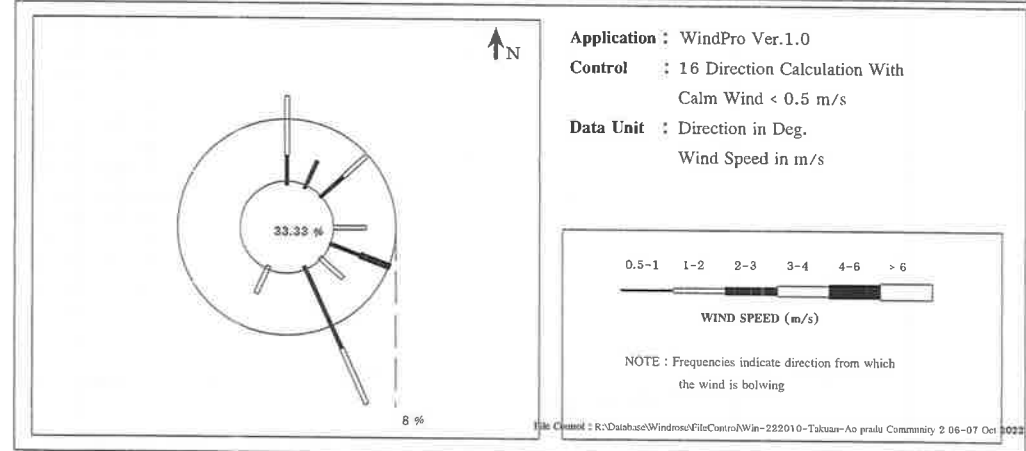 N
Application : WindPro Ver.1.0
Control : 16 Direction Calculation With
Calm Wind < 0.5 m/s
Data Unit : Direction in Deg.
Wind Speed in m/s
33.33 %
8 %
0.5-1 1-2 2-3 3-4 4-6 > 6
WIND SPEED (m/s)
NOTE : Frequencies indicate direction from which
the wind is bolwing
File Control : R:\Database\Windrose\FileControl\Win-222010-Takuan-Ao pradu Community 2 06-07 Oct 2022